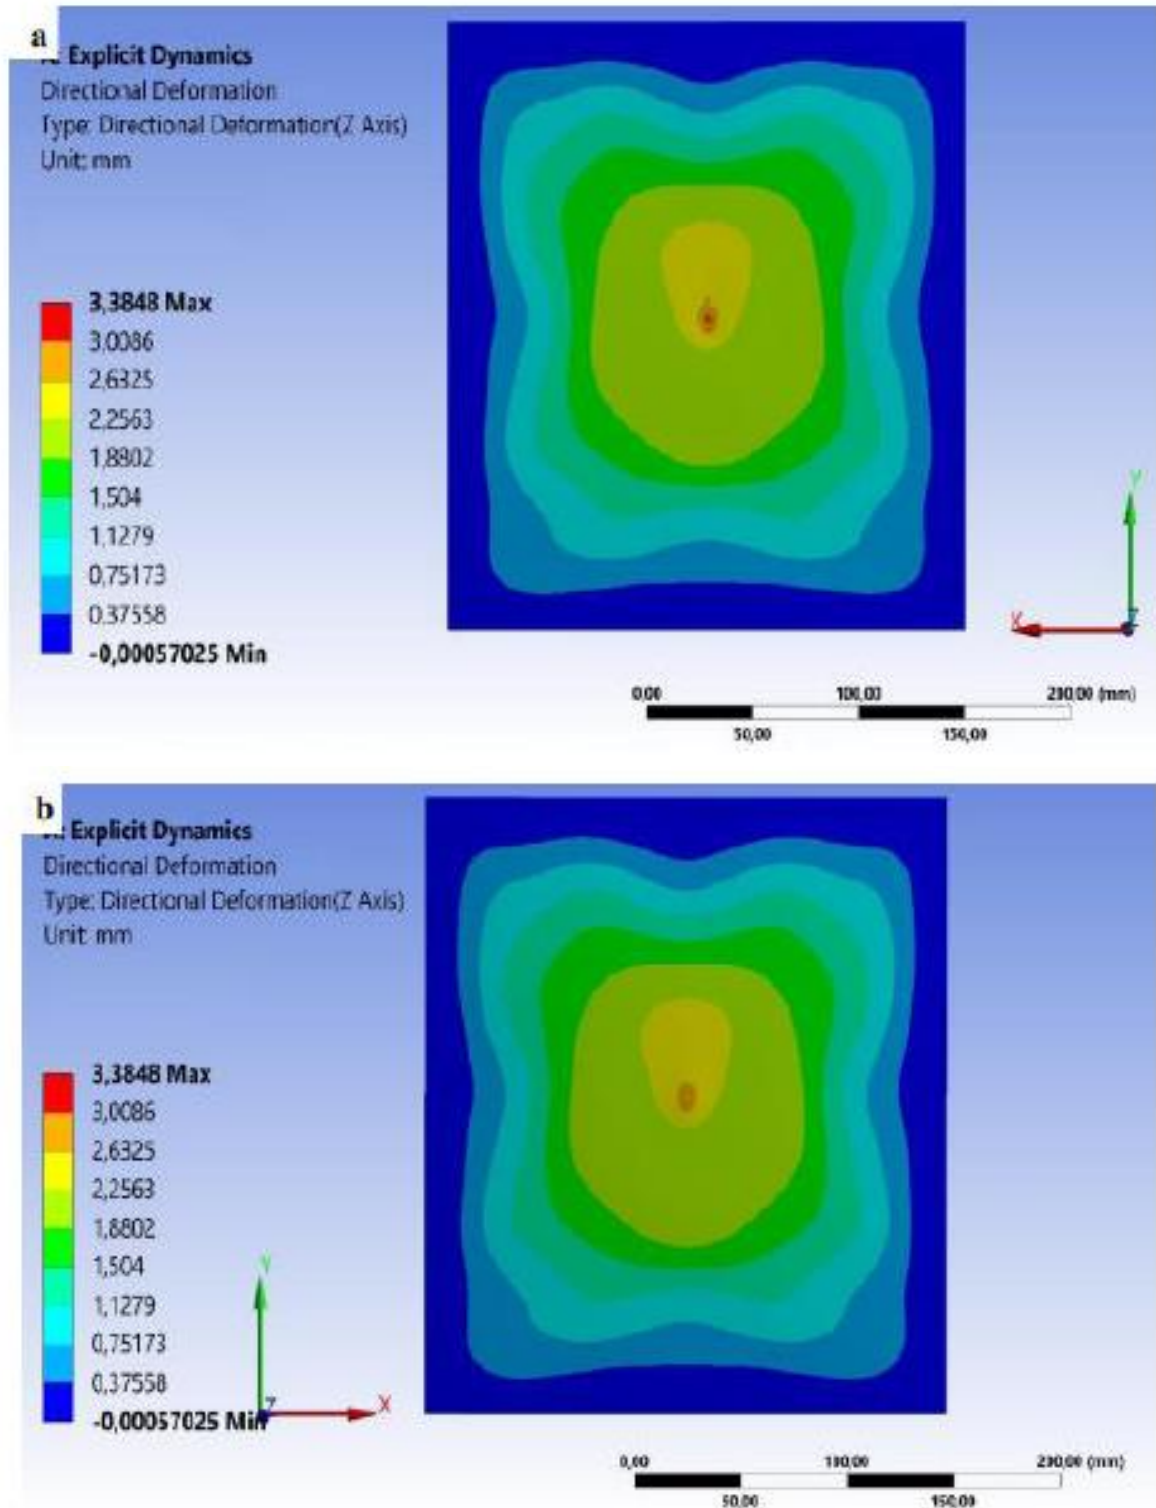 a
A: Explicit Dynamics
Directional Deformation
Type: Directional Deformation(Z Axis)
Unit: mm
3,3848 Max
3,0086
2,6325
2,2563
1,8802
1,504
1,1279
0,75173
0,37558
-0,00057025 Min
Y
X
Z
0,00 100,00 200,00 (mm)
50,00 150,00
b
A: Explicit Dynamics
Directional Deformation
Type: Directional Deformation(Z Axis)
Unit: mm
3,3848 Max
3,0086
2,6325
2,2563
1,8802
1,504
1,1279
0,75173
0,37558
-0,00057025 Min
Y
Z
X
0,00 100,00 200,00 (mm)
50,00 150,00